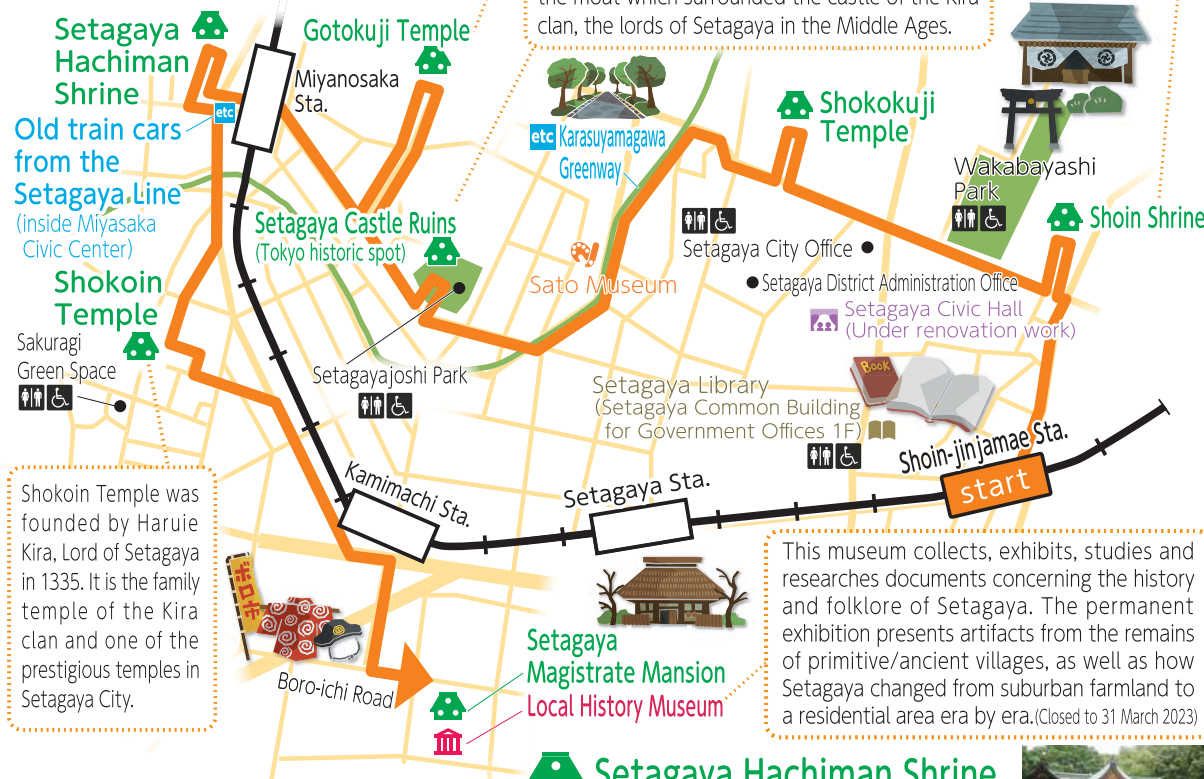 the moat which surrounded the castle of the Kira
clan, the lords of Setagaya in the Middle Ages.
Setagaya
Hachiman
Shrine
Gotokuji Temple
Miyanosaka
Sta.
etc
Old train cars
from the
Setagaya Line
(inside Miyasaka
Civic Center)
etc Karasuyamagawa
Greenway
Shokokuji
Temple
Wakabayashi
Park
Shoin Shrine
Setagaya Castle Ruins
(Tokyo historic spot)
Sato Museum
Setagaya City Office
Setagaya District Administration Office
Setagaya Civic Hall
(Under renovation work)
Shokoin
Temple
Sakuragi
Green Space
Setagayajoshi Park
Setagaya Library
(Setagaya Common Building
for Government Offices 1F)
BOOK
Shoin-jinjamae Sta.
start
Setagaya Sta.
Kamimachi Sta.
Shokoin Temple was
founded by Haruie
Kira, Lord of Setagaya
in 1335. It is the family
temple of the Kira
clan and one of the
prestigious temples in
Setagaya City.
ボロ市
Boro-ichi Road
Setagaya
Magistrate Mansion
Local History Museum
This museum collects, exhibits, studies and
researches documents concerning the history
and folklore of Setagaya. The permanent
exhibition presents artifacts from the remains
of primitive/ancient villages, as well as how
Setagaya changed from suburban farmland to
a residential area era by era.(Closed to 31 March 2023)
Setagaya Hachiman Shrine